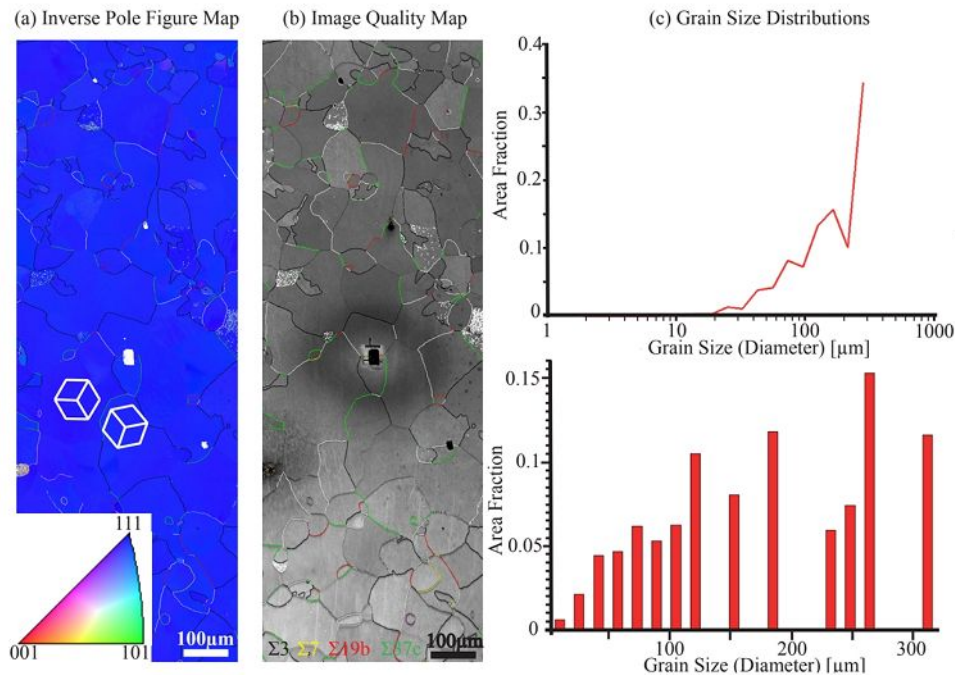 (a) Inverse Pole Figure Map
(b) Image Quality Map
(c) Grain Size Distributions
111
001
101
100µm
Σ3 Σ7 Σ19b Σ37c
100µm
Area Fraction
0.4
0.3
0.2
0.1
0
1
10
100
1000
Grain Size (Diameter) [µm]
Area Fraction
0.15
0.1
0.05
0
100
200
300
Grain Size (Diameter) [µm]